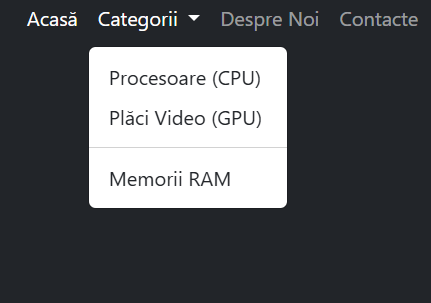 Acasă Categorii Despre Noi Contacte
Procesoare (CPU)
Plăci Video (GPU)
Memorii RAM